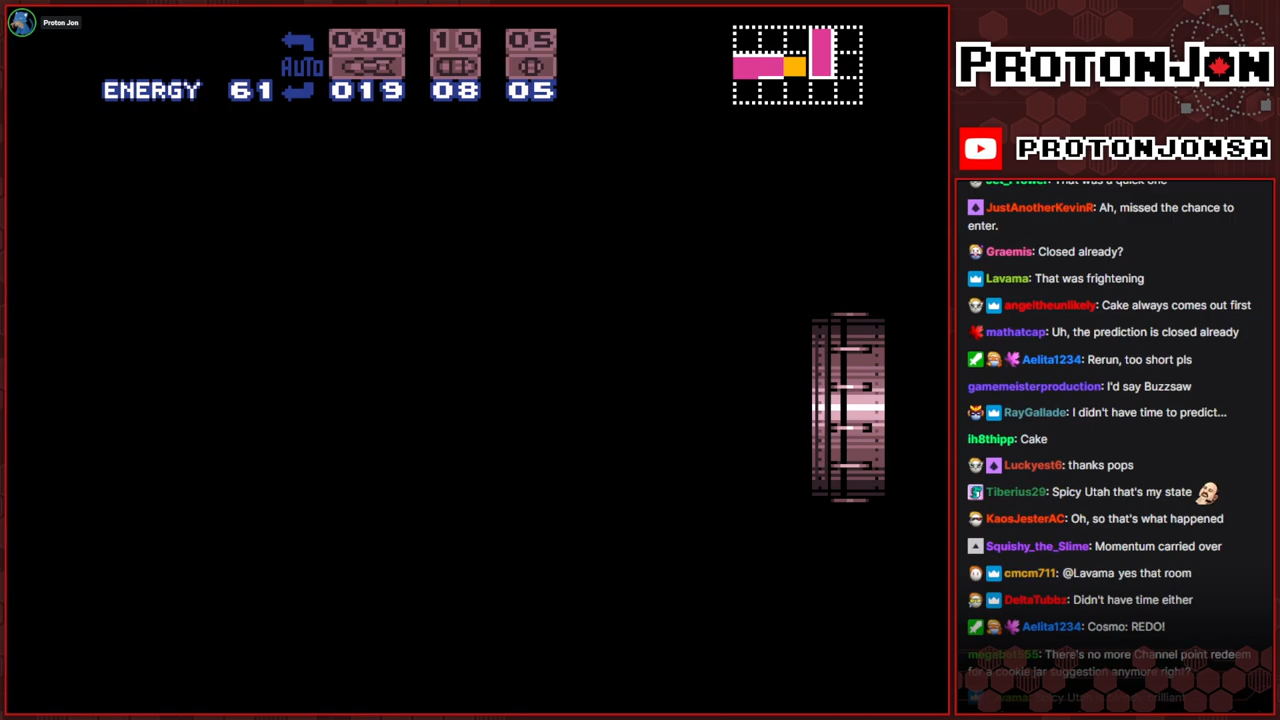 Proton Jon
040 10 05
AUTO
ENERGY 61 019 08 05
PROTONJON
PROTONJONSA
That was a quick one
JustAnotherKevinR: Ah, missed the chance to
enter.
Graemis: Closed already?
Lavama: That was frightening
angeltheunlikely: Cake always comes out first
mathatcap: Uh, the prediction is closed already
Aelita1234: Rerun, too short pls
gamemeisterproduction: I'd say Buzzsaw
RayGallade: I didn't have time to predict...
ih8thipp: Cake
Luckyest6: thanks pops
Tiberius29: Spicy Utah that's my state
KaosJesterAC: Oh, so that's what happened
Squishy_the_Slime: Momentum carried over
cmcm711: @Lavama yes that room
DeltaTubbz: Didn't have time either
Aelita1234: Cosmo: REDO!
There's no more Channel point redeem
for a cookie jar suggestion anymore right?